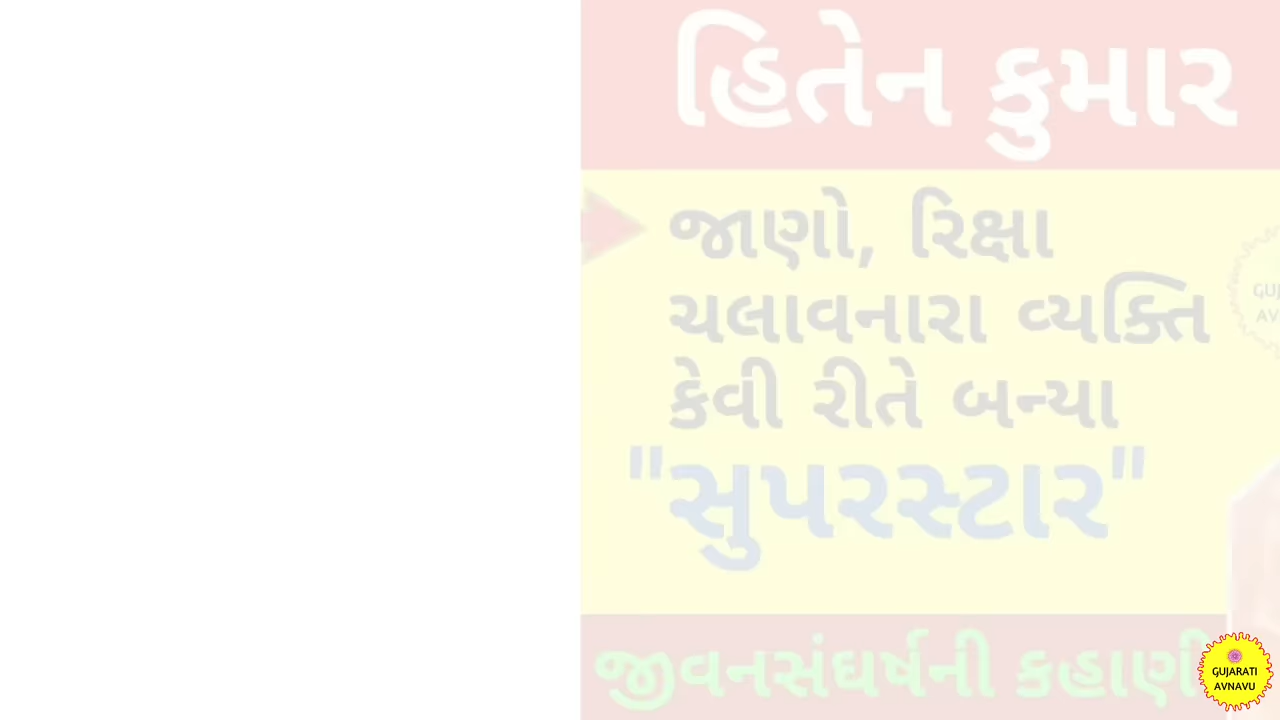 હિતેન કુમાર
જાણો, રિક્ષા
ચલાવનારા વ્યક્તિ
કેવી રીતે બન્યા
"સુપરસ્ટાર"
જીવનસંઘર્ષની કહાણી
GUJARATI
AVNAVU